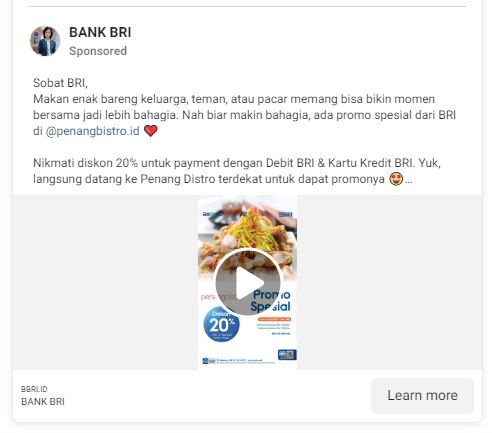 BANK BRI
Sponsored
Sobat BRI,
Makan enak bareng keluarga, teman, atau pacar memang bisa bikin momen
bersama jadi lebih bahagia. Nah biar makin bahagia, ada promo spesial dari BRI
di @penangbistro.id ❤️
Nikmati diskon 20% untuk payment dengan Debit BRI & Kartu Kredit BRI. Yuk,
langsung datang ke Penang Distro terdekat untuk dapat promonya 🤩...
Promo
Spesial
Diskon
20%
BBRI.ID
BANK BRI
Learn more